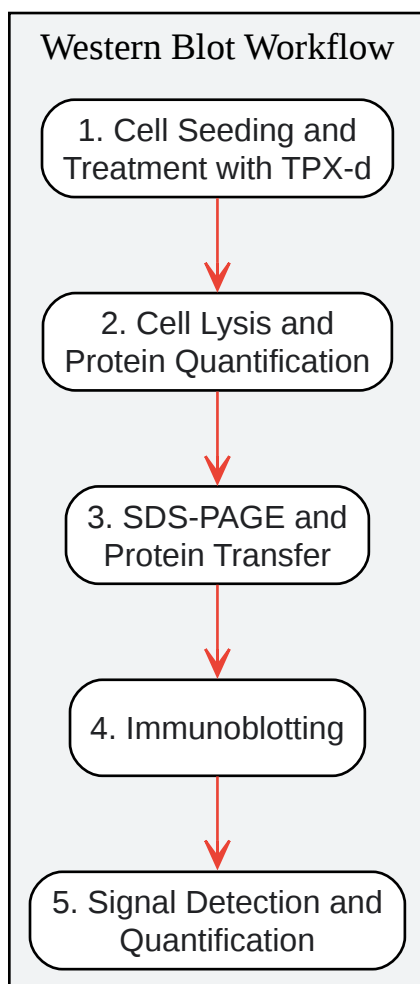 Western Blot Workflow
1. Cell Seeding and
Treatment with TPX-d
2. Cell Lysis and
Protein Quantification
3. SDS-PAGE and
Protein Transfer
4. Immunoblotting
5. Signal Detection and
Quantification